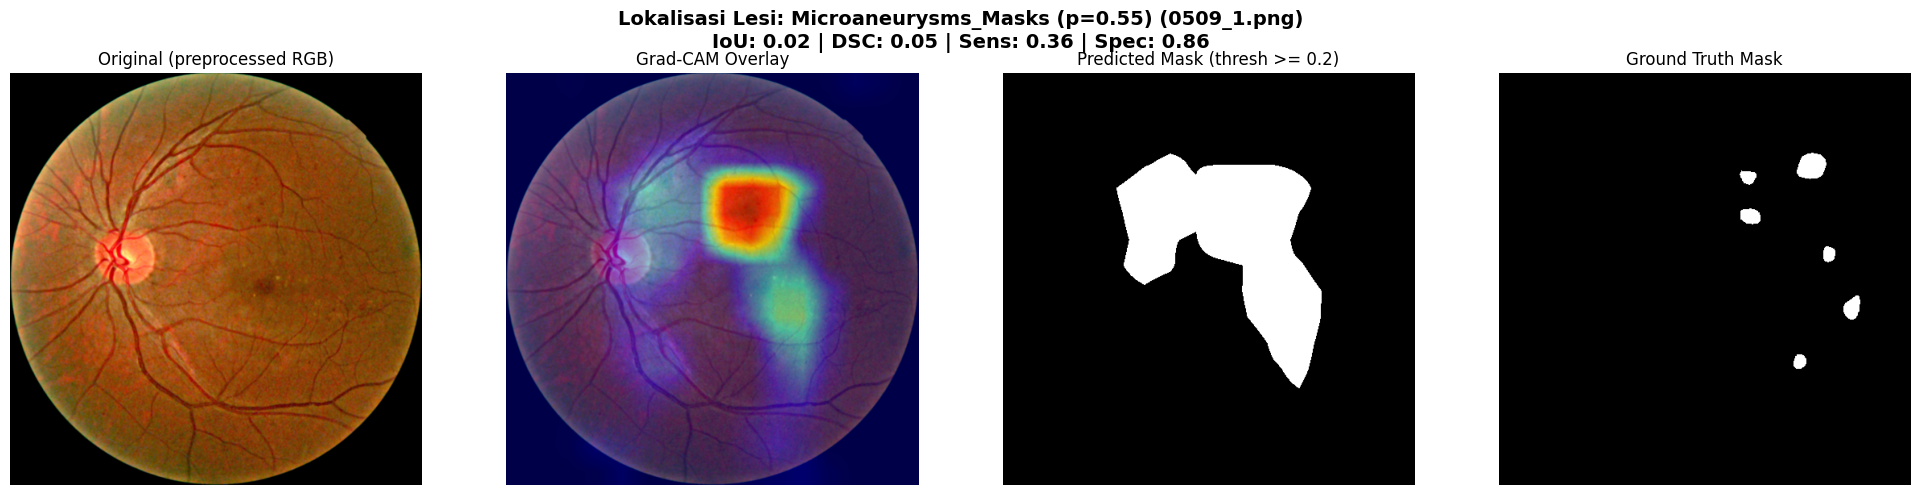 Lokalisasi Lesi: Microaneurysms_Masks (p=0.55) (0509_1.png)
IoU: 0.02 | DSC: 0.05 | Sens: 0.36 | Spec: 0.86
Original (preprocessed RGB)
Grad-CAM Overlay
Predicted Mask (thresh >= 0.2)
Ground Truth Mask